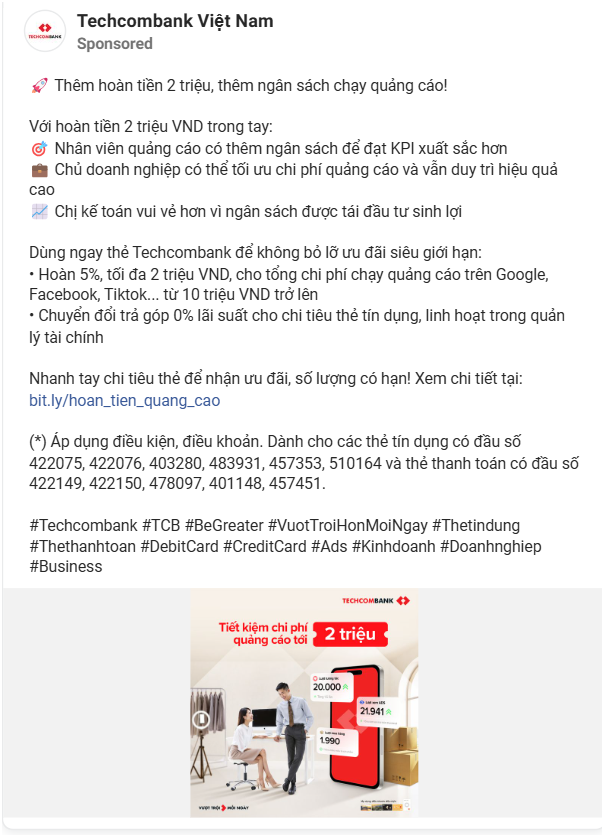 Techcombank Việt Nam
Sponsored
🚀 Thêm hoàn tiền 2 triệu, thêm ngân sách chạy quảng cáo!
Với hoàn tiền 2 triệu VND trong tay:
🎯 Nhân viên quảng cáo có thêm ngân sách để đạt KPI xuất sắc hơn
💼 Chủ doanh nghiệp có thể tối ưu chi phí quảng cáo và vẫn duy trì hiệu quả
cao
📈 Chị kế toán vui vẻ hơn vì ngân sách được tái đầu tư sinh lợi
Dùng ngay thẻ Techcombank để không bỏ lỡ ưu đãi siêu giới hạn:
• Hoàn 5%, tối đa 2 triệu VND, cho tổng chi phí chạy quảng cáo trên Google,
Facebook, Tiktok... từ 10 triệu VND trở lên
• Chuyển đổi trả góp 0% lãi suất cho chi tiêu thẻ tín dụng, linh hoạt trong quản
lý tài chính
Nhanh tay chi tiêu thẻ để nhận ưu đãi, số lượng có hạn! Xem chi tiết tại:
bit.ly/hoan_tien_quang_cao
(*) Áp dụng điều kiện, điều khoản. Dành cho các thẻ tín dụng có đầu số
422075, 422076, 403280, 483931, 457353, 510164 và thẻ thanh toán có đầu số
422149, 422150, 478097, 401148, 457451.
#Techcombank #TCB #BeGreater #VuotTroiHonMoiNgay #Thetindung
#Thethanhtoan #DebitCard #CreditCard #Ads #Kinhdoanh #Doanhnghiep
#Business
TECHCOMBANK
Tiết kiệm chi phí
quảng cáo tới
2 triệu
20.000
21.941
1.990
VƯỢT TRỘI MỖI NGÀY